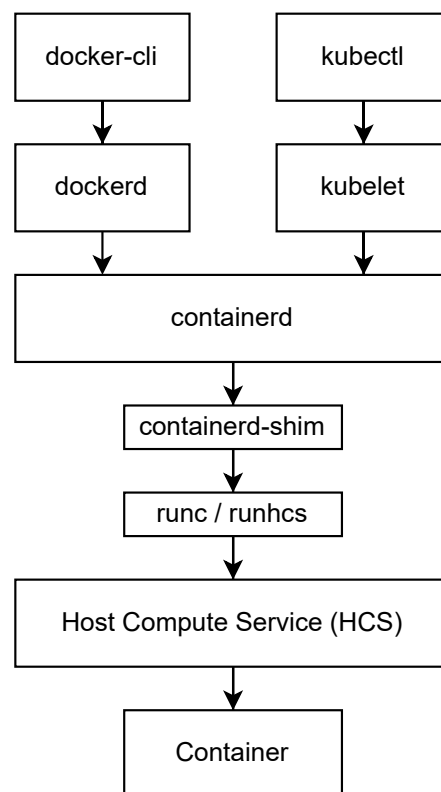 docker-cli
kubectl
dockerd
kubelet
containerd
containerd-shim
runc / runhcs
Host Compute Service (HCS)
Container